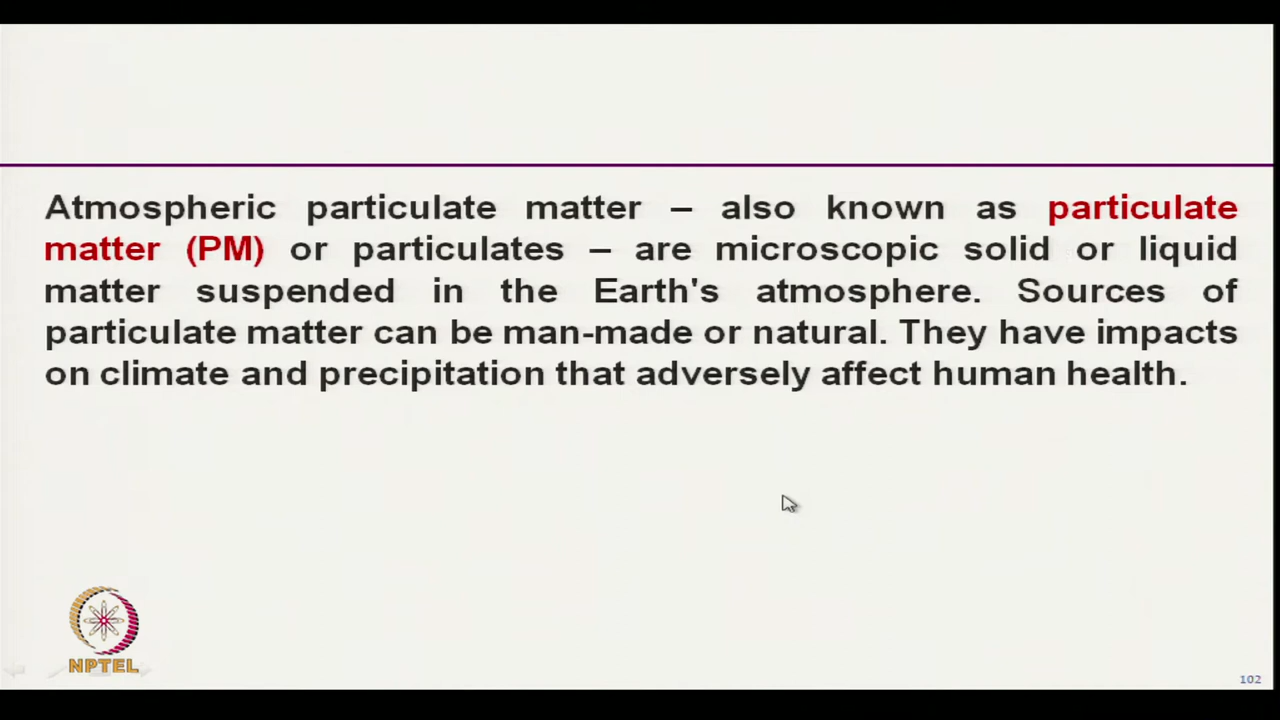 Atmospheric particulate matter – also known as particulate
matter (PM) or particulates – are microscopic solid or liquid
matter suspended in the Earth's atmosphere. Sources of
particulate matter can be man-made or natural. They have impacts
on climate and precipitation that adversely affect human health.
NPTEL
102